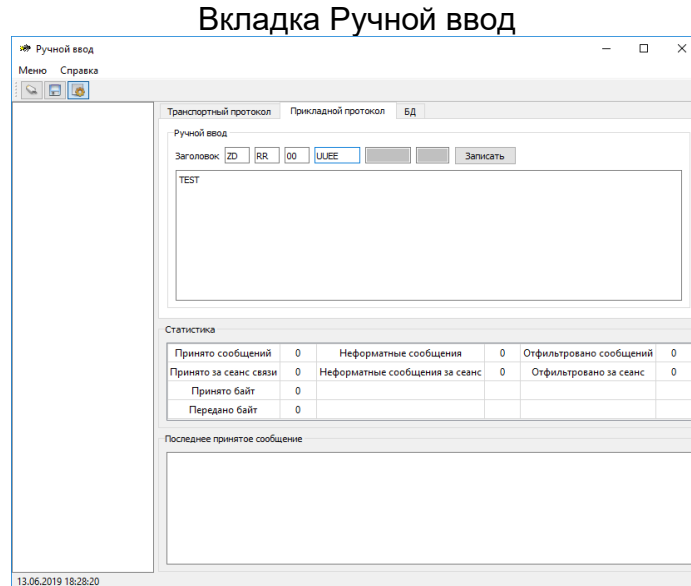 Вкладка Ручной ввод
Ручной ввод
Меню Справка
Транспортный протокол Прикладной протокол БД
Ручной ввод
Заголовок ZD RR 00 UUEE Записать
TEST
Статистика
Принято сообщений 0 Неформатные сообщения 0 Отфильтровано сообщений 0
Принято за сеанс связи 0 Неформатные сообщения за сеанс 0 Отфильтровано за сеанс 0
Принято байт 0
Передано байт 0
Последнее принятое сообщение
13.06.2019 18:28:20